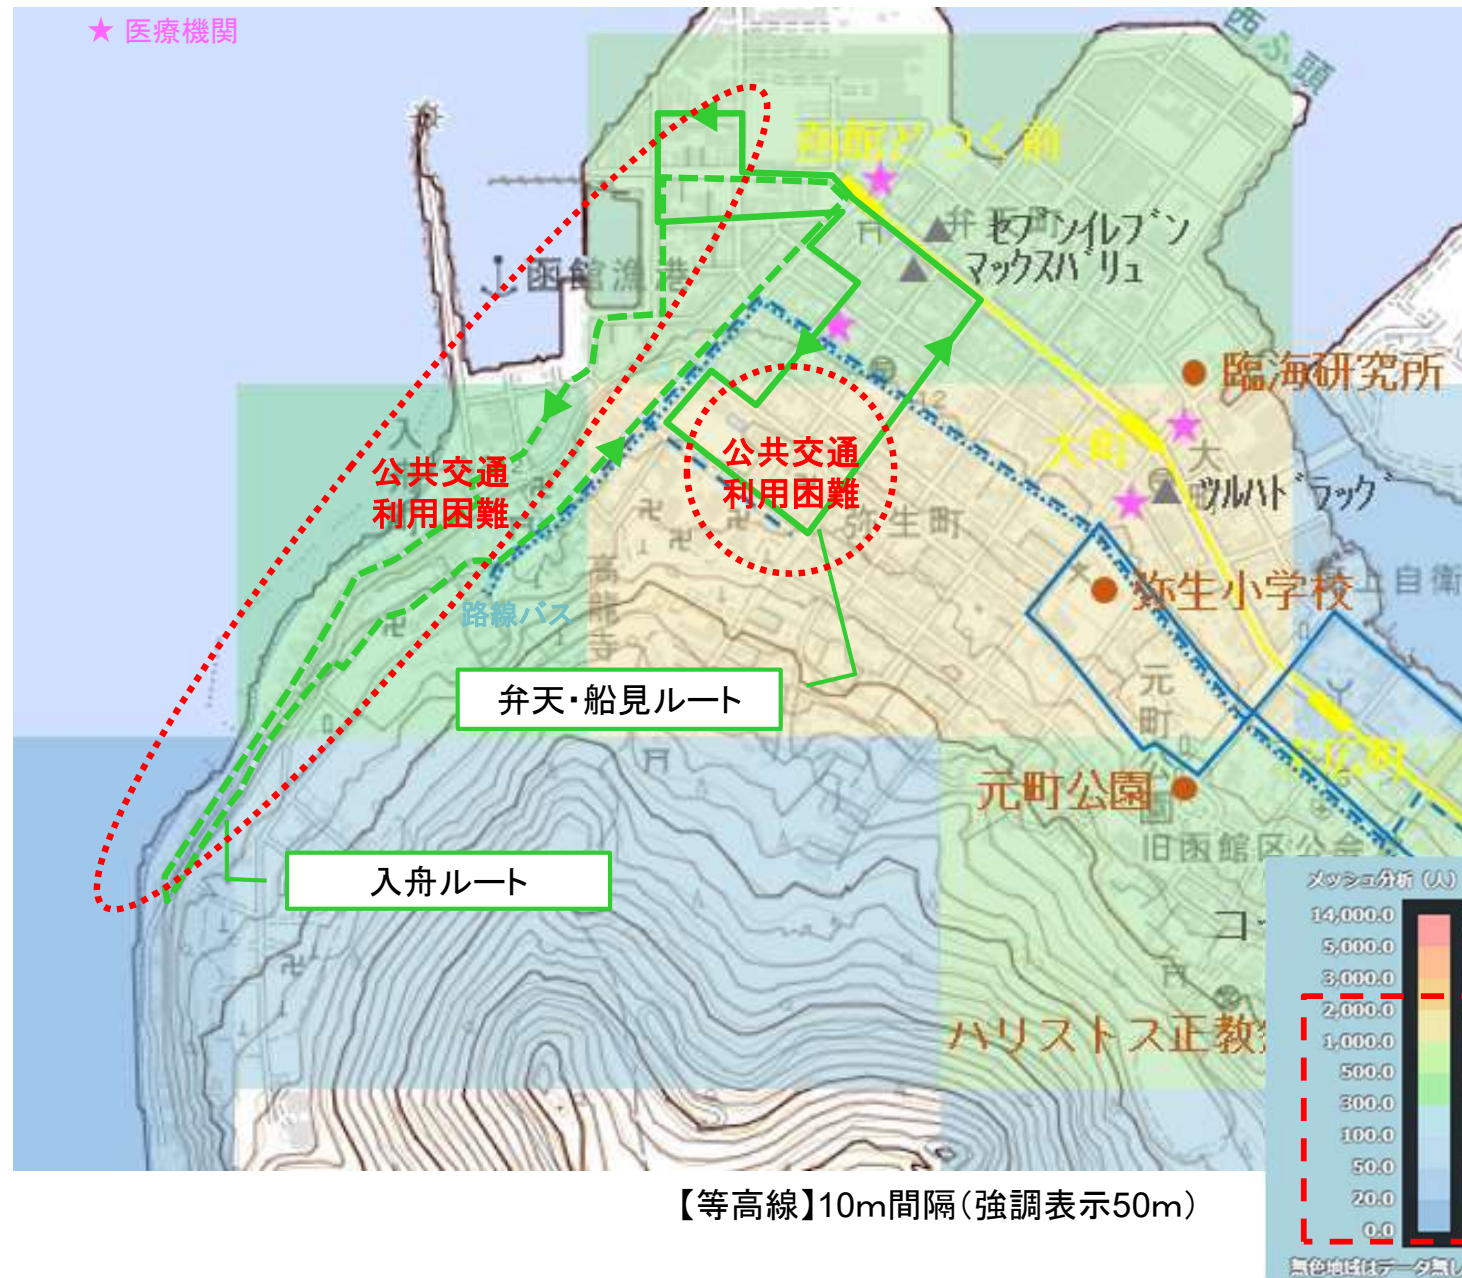 ★ 医療機関
西ふ頭
函館どつく前
弁天町
セブンイレブン
マックスバリュ
函館漁港
臨海研究所
大町
大町
ツルハドラッグ
公共交通
利用困難
公共交通
利用困難
弥生町
高龍寺
路線バス
弥生小学校
上自衛
元町公園
弁天・船見ルート
元町公園
旧函館区公会
入舟ルート
ハリストス正教
メッシュ分析 (人)
14,000.0
5,000.0
3,000.0
2,000.0
1,000.0
500.0
300.0
100.0
50.0
20.0
0.0
無色地域はデータ無し
【等高線】10m間隔（強調表示50m）